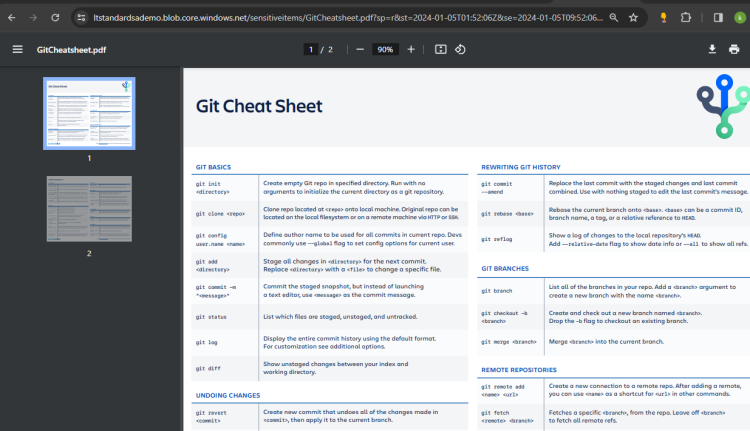 ltstandardsademo.blob.core.windows.net/sensitiveitems/GitCheatsheet.pdf?sp=r&st=2024-01-05T01:52:06Z&se=2024-01-05T09:52:06...
GitCheatsheet.pdf
1 / 2
90%
1
2
Git Cheat Sheet
GIT BASICS
git init
<directory>
Create empty Git repo in specified directory. Run with no
arguments to initialize the current directory as a git repository.
git clone <repo>
Clone repo located at <repo> onto local machine. Original repo can be
located on the local filesystem or on a remote machine via HTTP or SSH.
git config
user.name <name>
Define author name to be used for all commits in current repo. Devs
commonly use --global flag to set config options for current user.
git add
<directory>
Stage all changes in <directory> for the next commit.
Replace <directory> with a <file> to change a specific file.
git commit -m
"<message>"
Commit the staged snapshot, but instead of launching
a text editor, use <message> as the commit message.
git status
List which files are staged, unstaged, and untracked.
git log
Display the entire commit history using the default format.
For customization see additional options.
git diff
Show unstaged changes between your index and
working directory.
UNDOING CHANGES
git revert
<commit>
Create new commit that undoes all of the changes made in
<commit>, then apply it to the current branch.
REWRITING GIT HISTORY
git commit
--amend
Replace the last commit with the staged changes and last commit
combined. Use with nothing staged to edit the last commit's message.
git rebase <base>
Rebase the current branch onto <base>. <base> can be a commit ID,
branch name, a tag, or a relative reference to HEAD.
git reflog
Show a log of changes to the local repository's HEAD.
Add --relative-date flag to show date info or --all to show all refs.
GIT BRANCHES
git branch
List all of the branches in your repo. Add a <branch> argument to
create a new branch with the name <branch>.
git checkout -b
<branch>
Create and check out a new branch named <branch>.
Drop the -b flag to checkout an existing branch.
git merge <branch>
Merge <branch> into the current branch.
REMOTE REPOSITORIES
git remote add
<name> <url>
Create a new connection to a remote repo. After adding a remote,
you can use <name> as a shortcut for <url> in other commands.
git fetch
<remote> <branch>
Fetches a specific <branch>, from the repo. Leave off <branch>
to fetch all remote refs.